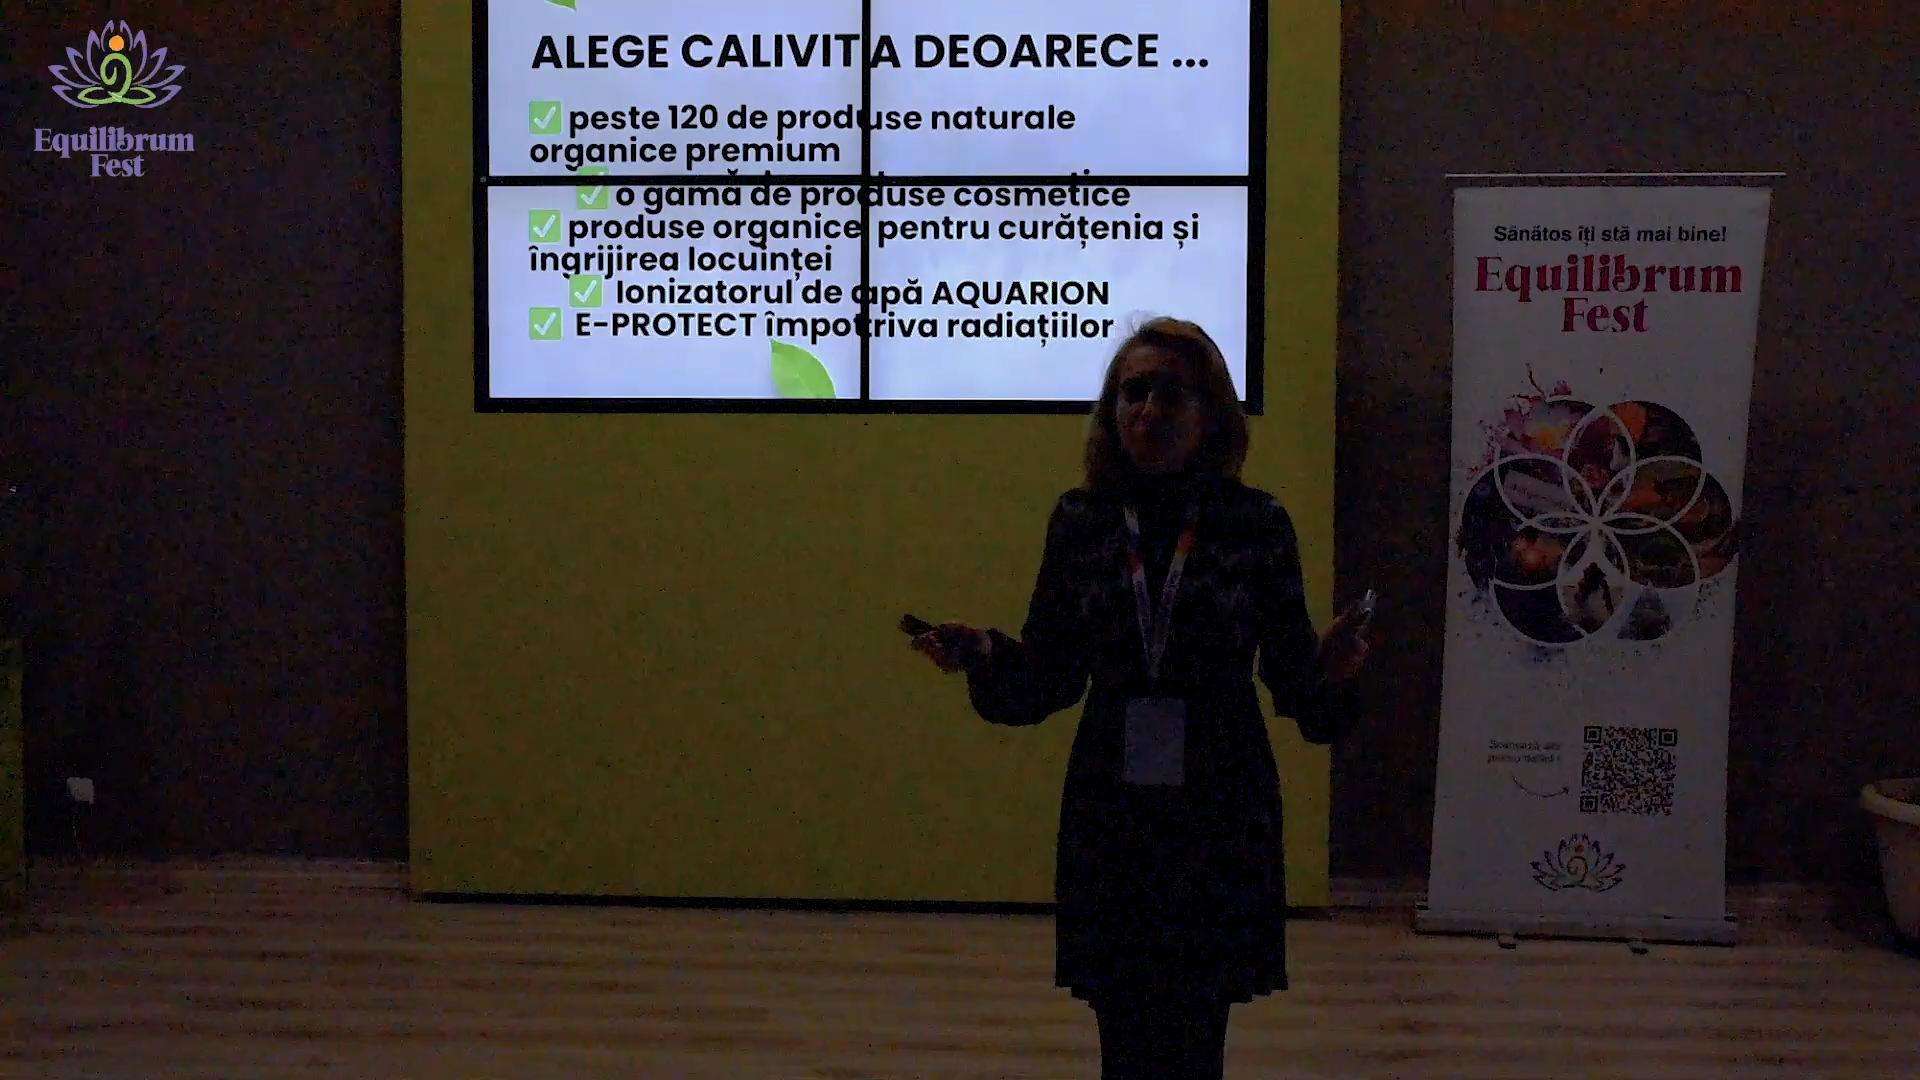 Equilibrum
Fest
ALEGE CALIVITA DEOARECE ...
✅ peste 120 de produse naturale
organice premium
✅ o gamă de produse cosmetice
✅ produse organice pentru curățenia și
îngrijirea locuinței
✅ Ionizatorul de apă AQUARION
✅ E-PROTECT împotriva radiațiilor
Sănătos îți stă mai bine!
Equilibrum
Fest